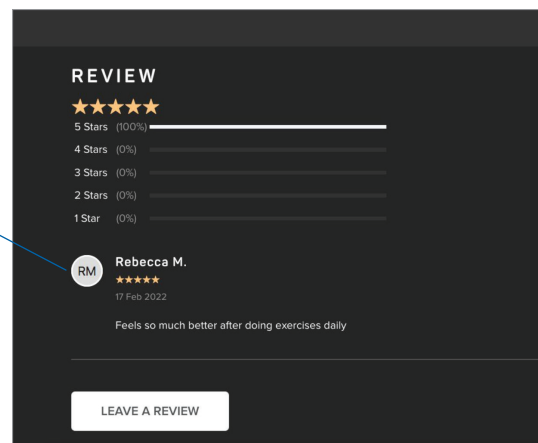 REVIEW
5 Stars (100%)
4 Stars (0%)
3 Stars (0%)
2 Stars (0%)
1 Star (0%)
RM
Rebecca M.
17 Feb 2022
Feels so much better after doing exercises daily
LEAVE A REVIEW